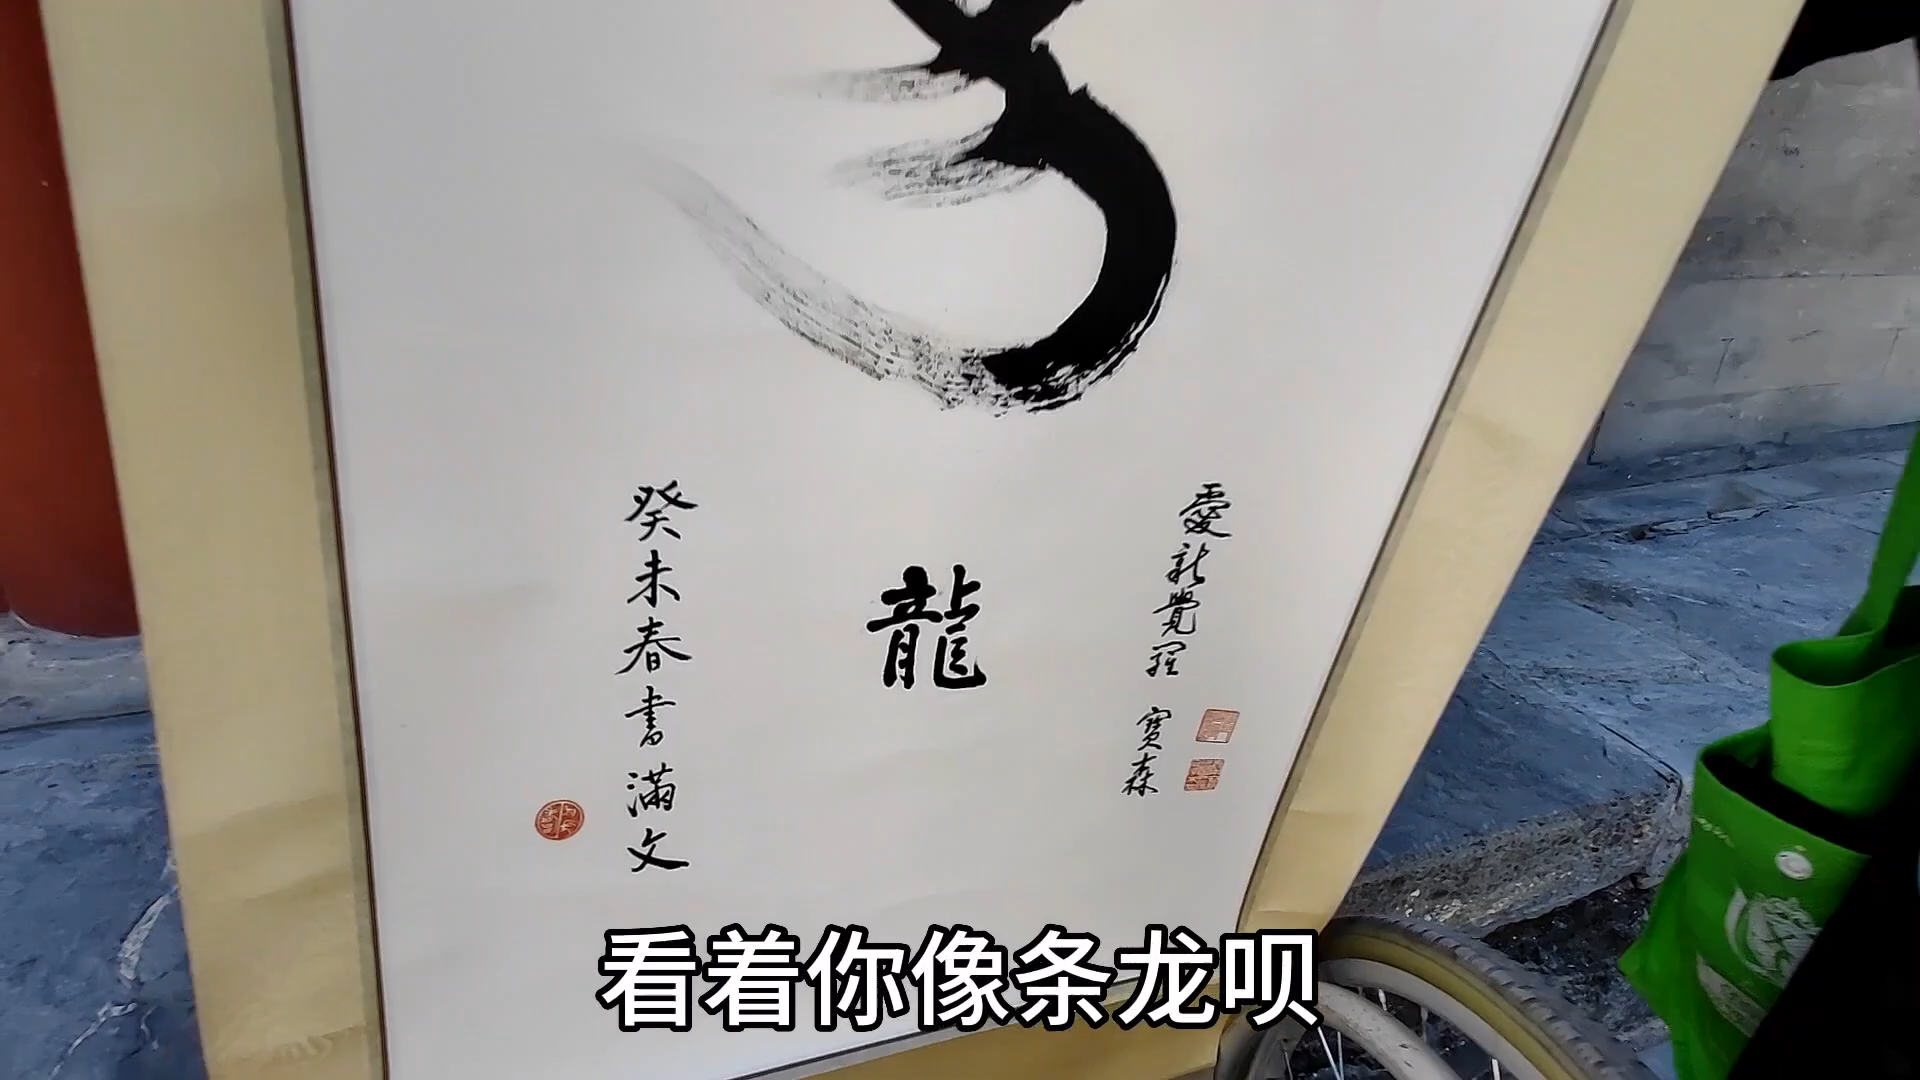 愛新覺羅 寶森
龍
癸未春書滿文
看着你像条龙呗